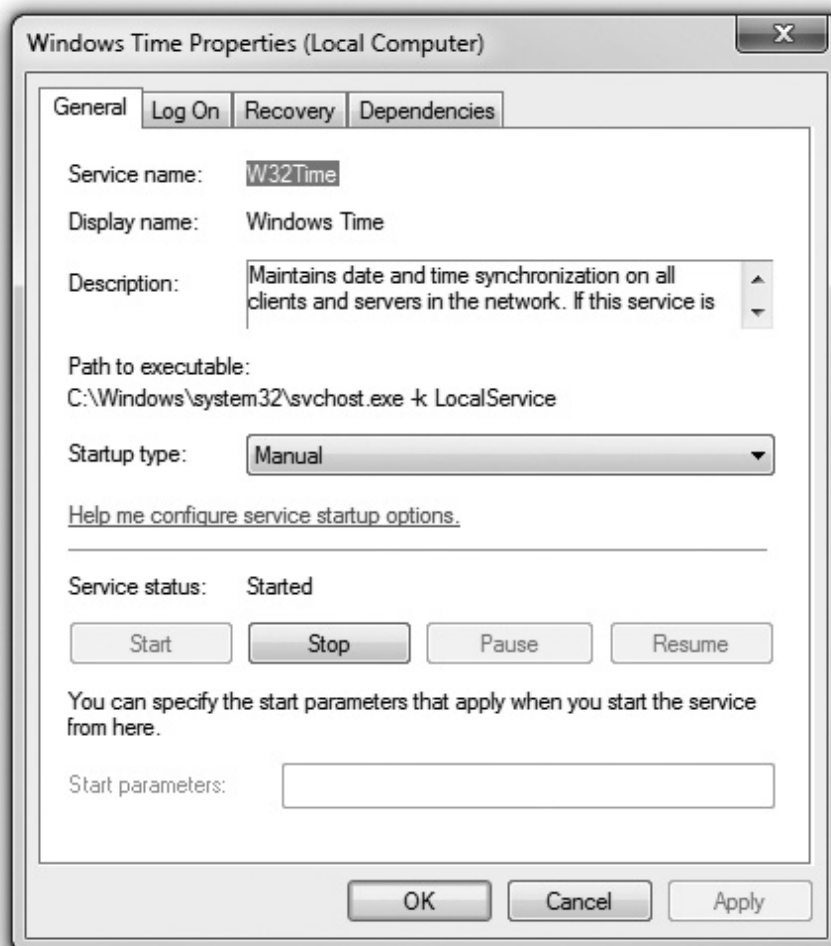 Windows Time Properties (Local Computer)
X
General Log On Recovery Dependencies
Service name: W32Time
Display name: Windows Time
Description: Maintains date and time synchronization on all
clients and servers in the network. If this service is
Path to executable:
C:\Windows\system32\svchost.exe -k LocalService
Startup type: Manual
Help me configure service startup options.
Service status: Started
Start Stop Pause Resume
You can specify the start parameters that apply when you start the service
from here.
Start parameters:
OK Cancel Apply